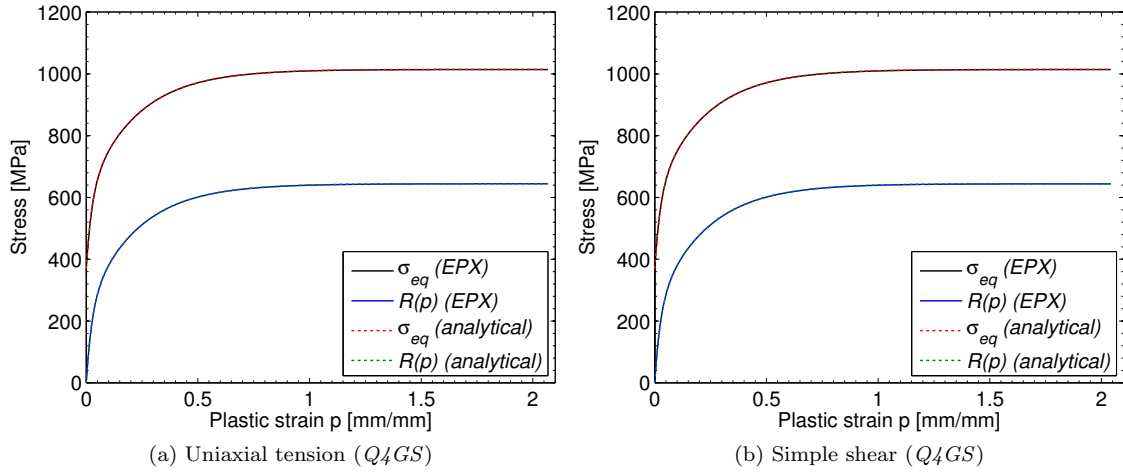 1200
1000
800
600
400
200
0
Stress [MPa]
σeq (EPX)
R(p) (EPX)
σeq (analytical)
R(p) (analytical)
0 0.5 1 1.5 2
Plastic strain p [mm/mm]
(a) Uniaxial tension (Q4GS)
1200
1000
800
600
400
200
0
Stress [MPa]
σeq (EPX)
R(p) (EPX)
σeq (analytical)
R(p) (analytical)
0 0.5 1 1.5 2
Plastic strain p [mm/mm]
(b) Simple shear (Q4GS)